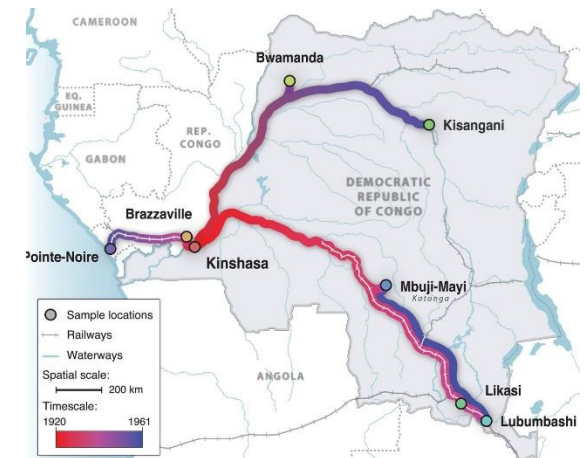 CAMEROON
Bwamanda
EQ.
GUINEA
REP.
CONGO
Kisangani
GABON
DEMOCRATIC
REPUBLIC
OF CONGO
Brazzaville
Pointe-Noire
Kinshasa
Mbuji-Mayi
Katanga
Sample locations
Railways
Waterways
Spatial scale:
200 km
Timescale:
1920 1961
ANGOLA
Likasi
Lubumbashi